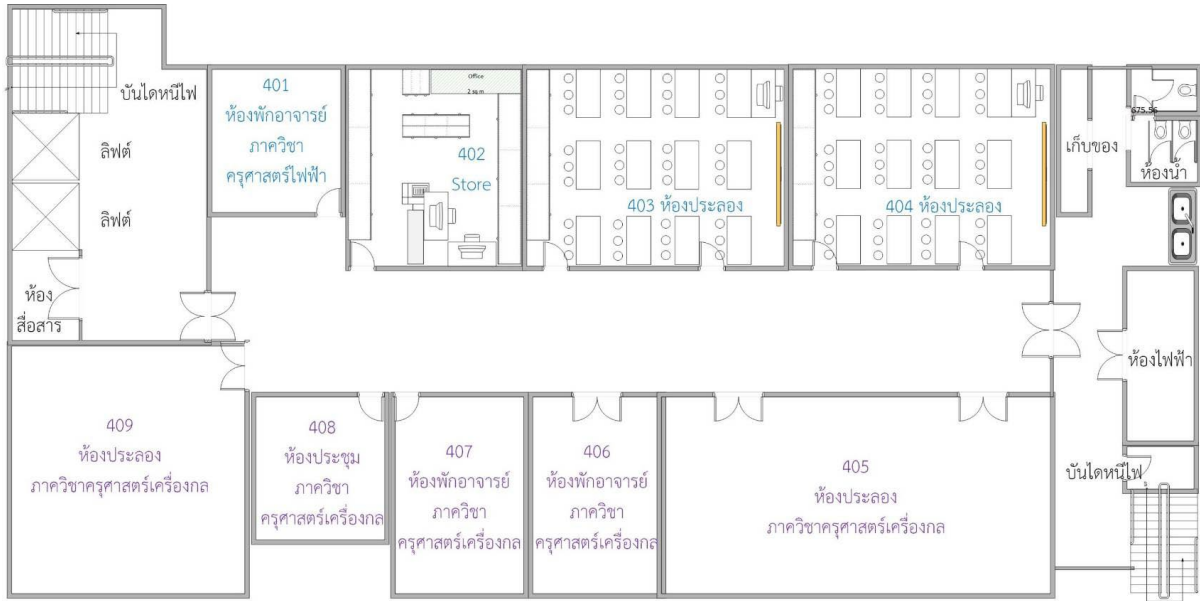 บันไดหนีไฟ
ลิฟต์
ลิฟต์
ห้อง
สื่อสาร
401
ห้องพักอาจารย์
ภาควิชา
ครุศาสตร์ไฟฟ้า
Office
2 sq m
402
Store
403 ห้องประลอง
404 ห้องประลอง
เก็บของ
675.56
ห้องน้ำ
ห้องไฟฟ้า
บันไดหนีไฟ
409
ห้องประลอง
ภาควิชาครุศาสตร์เครื่องกล
408
ห้องประชุม
ภาควิชา
ครุศาสตร์เครื่องกล
407
ห้องพักอาจารย์
ภาควิชา
ครุศาสตร์เครื่องกล
406
ห้องพักอาจารย์
ภาควิชา
ครุศาสตร์เครื่องกล
405
ห้องประลอง
ภาควิชาครุศาสตร์เครื่องกล